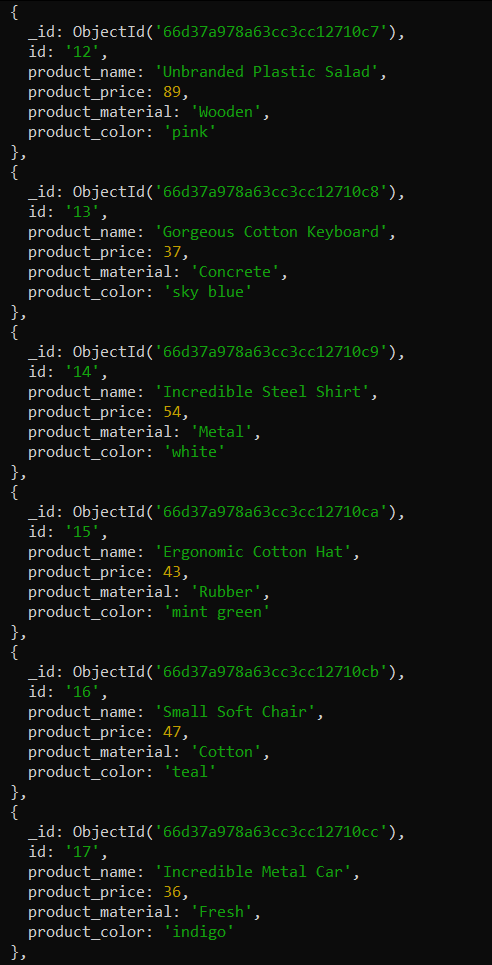 {
_id: ObjectId('66d37a978a63cc3cc12710c7'),
id: '12',
product_name: 'Unbranded Plastic Salad',
product_price: 89,
product_material: 'Wooden',
product_color: 'pink'
},
{
_id: ObjectId('66d37a978a63cc3cc12710c8'),
id: '13',
product_name: 'Gorgeous Cotton Keyboard',
product_price: 37,
product_material: 'Concrete',
product_color: 'sky blue'
},
{
_id: ObjectId('66d37a978a63cc3cc12710c9'),
id: '14',
product_name: 'Incredible Steel Shirt',
product_price: 54,
product_material: 'Metal',
product_color: 'white'
},
{
_id: ObjectId('66d37a978a63cc3cc12710ca'),
id: '15',
product_name: 'Ergonomic Cotton Hat',
product_price: 43,
product_material: 'Rubber',
product_color: 'mint green'
},
{
_id: ObjectId('66d37a978a63cc3cc12710cb'),
id: '16',
product_name: 'Small Soft Chair',
product_price: 47,
product_material: 'Cotton',
product_color: 'teal'
},
{
_id: ObjectId('66d37a978a63cc3cc12710cc'),
id: '17',
product_name: 'Incredible Metal Car',
product_price: 36,
product_material: 'Fresh',
product_color: 'indigo'
},